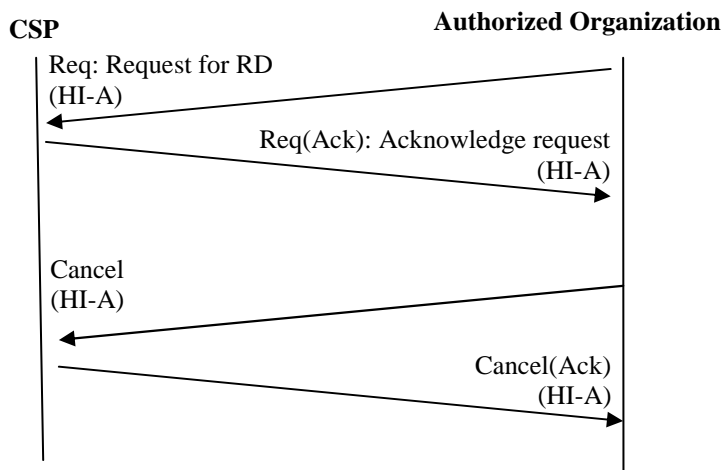 CSP
Authorized Organization
Req: Request for RD
(HI-A)
Req(Ack): Acknowledge request
(HI-A)
Cancel
(HI-A)
Cancel(Ack)
(HI-A)